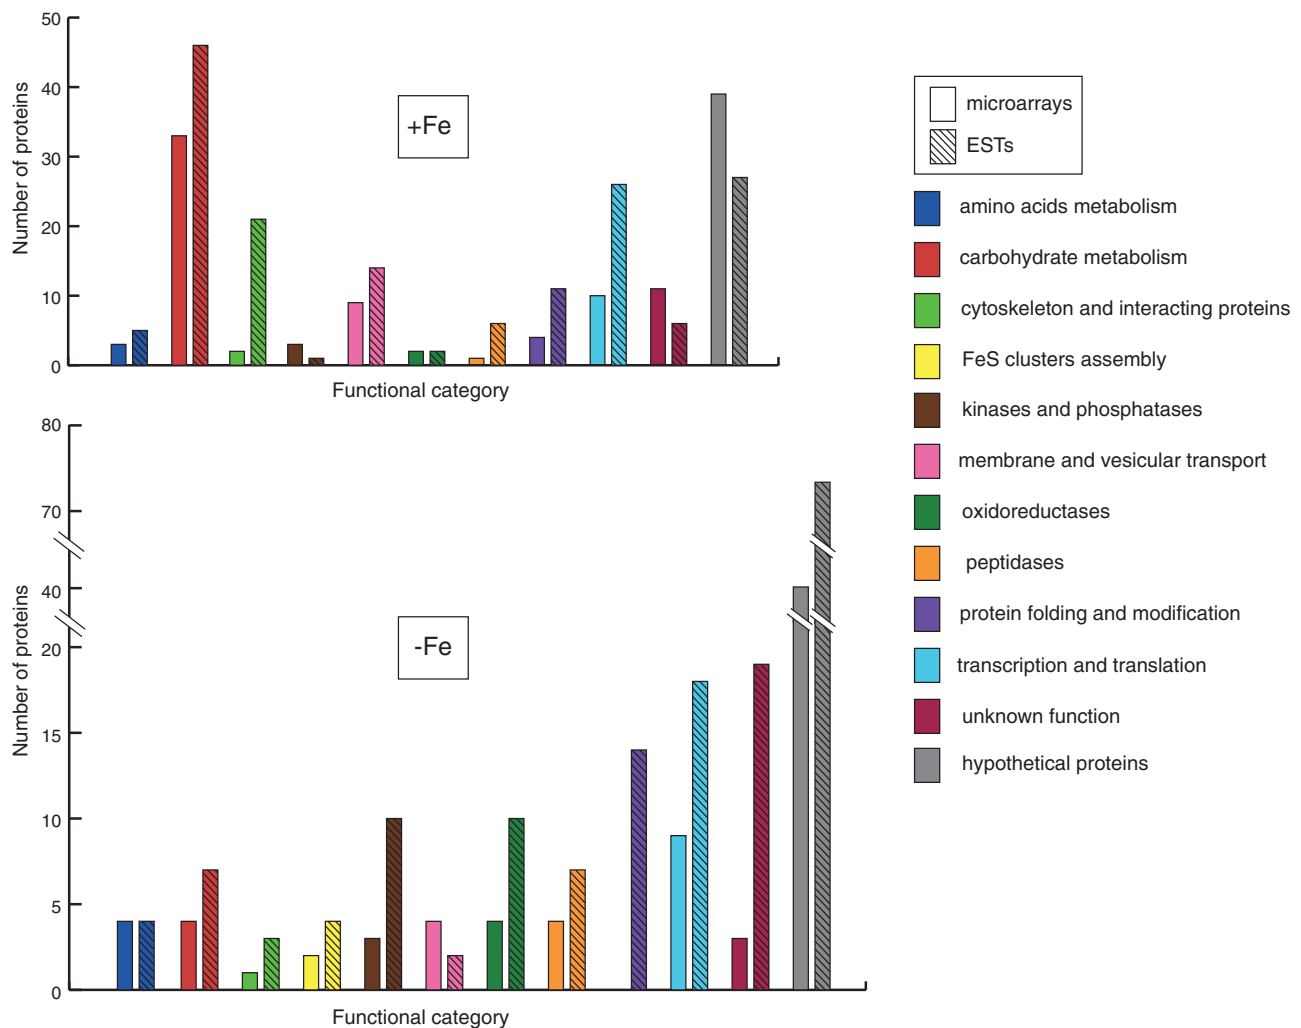 50
40
30
20
10
0
Number of proteins
+Fe
Functional category
80
70
40
20
15
10
5
0
Number of proteins
-Fe
Functional category
microarrays
ESTs
amino acids metabolism
carbohydrate metabolism
cytoskeleton and interacting proteins
FeS clusters assembly
kinases and phosphatases
membrane and vesicular transport
oxidoreductases
peptidases
protein folding and modification
transcription and translation
unknown function
hypothetical proteins